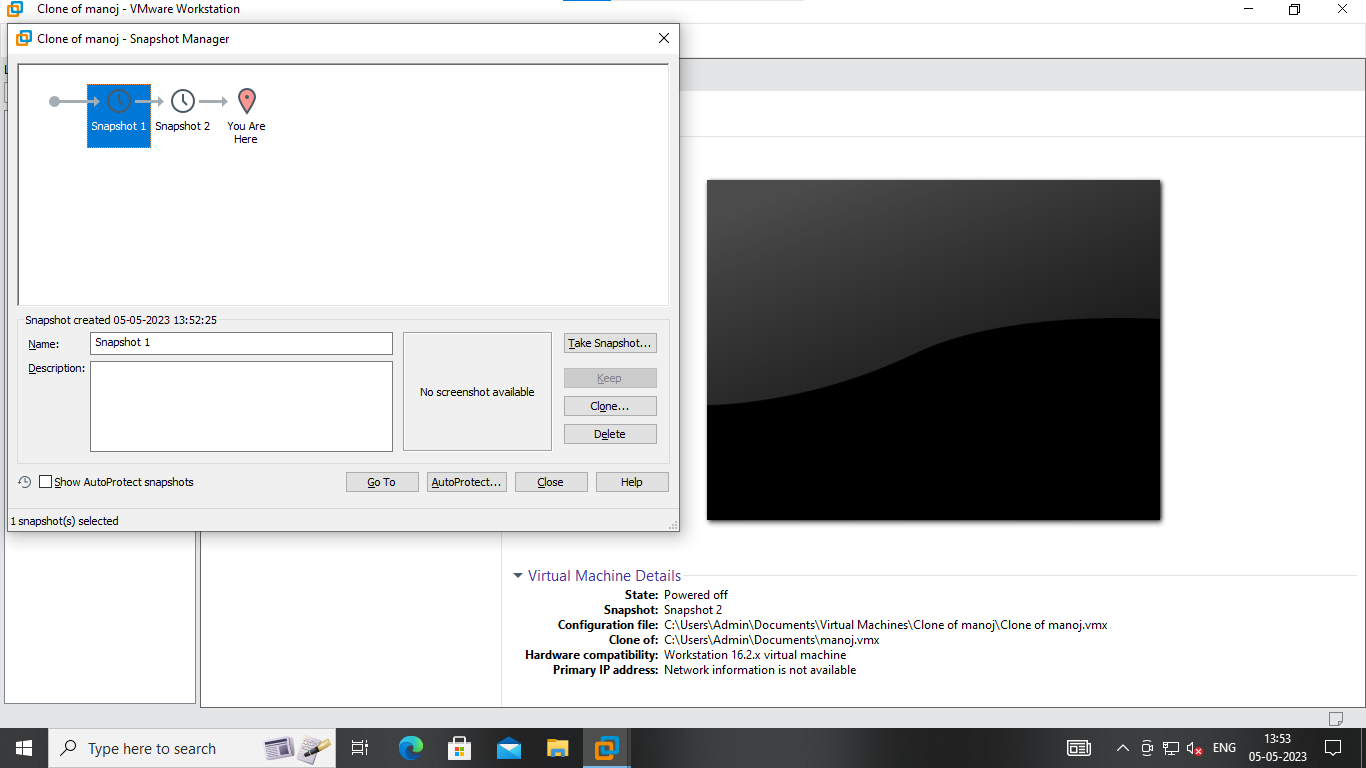 Clone of manoj - VMware Workstation
Clone of manoj - Snapshot Manager
Snapshot 1
Snapshot 2
You Are
Here
Snapshot created 05-05-2023 13:52:25
Name:
Snapshot 1
Description:
No screenshot available
Take Snapshot...
Keep
Clone...
Delete
Show AutoProtect snapshots
Go To
AutoProtect...
Close
Help
1 snapshot(s) selected
Virtual Machine Details
State: Powered off
Snapshot: Snapshot 2
Configuration file: C:\Users\Admin\Documents\Virtual Machines\Clone of manoj\Clone of manoj.vmx
Clone of: C:\Users\Admin\Documents\manoj.vmx
Hardware compatibility: Workstation 16.2.x virtual machine
Primary IP address: Network information is not available
Type here to search
ENG
13:53
05-05-2023